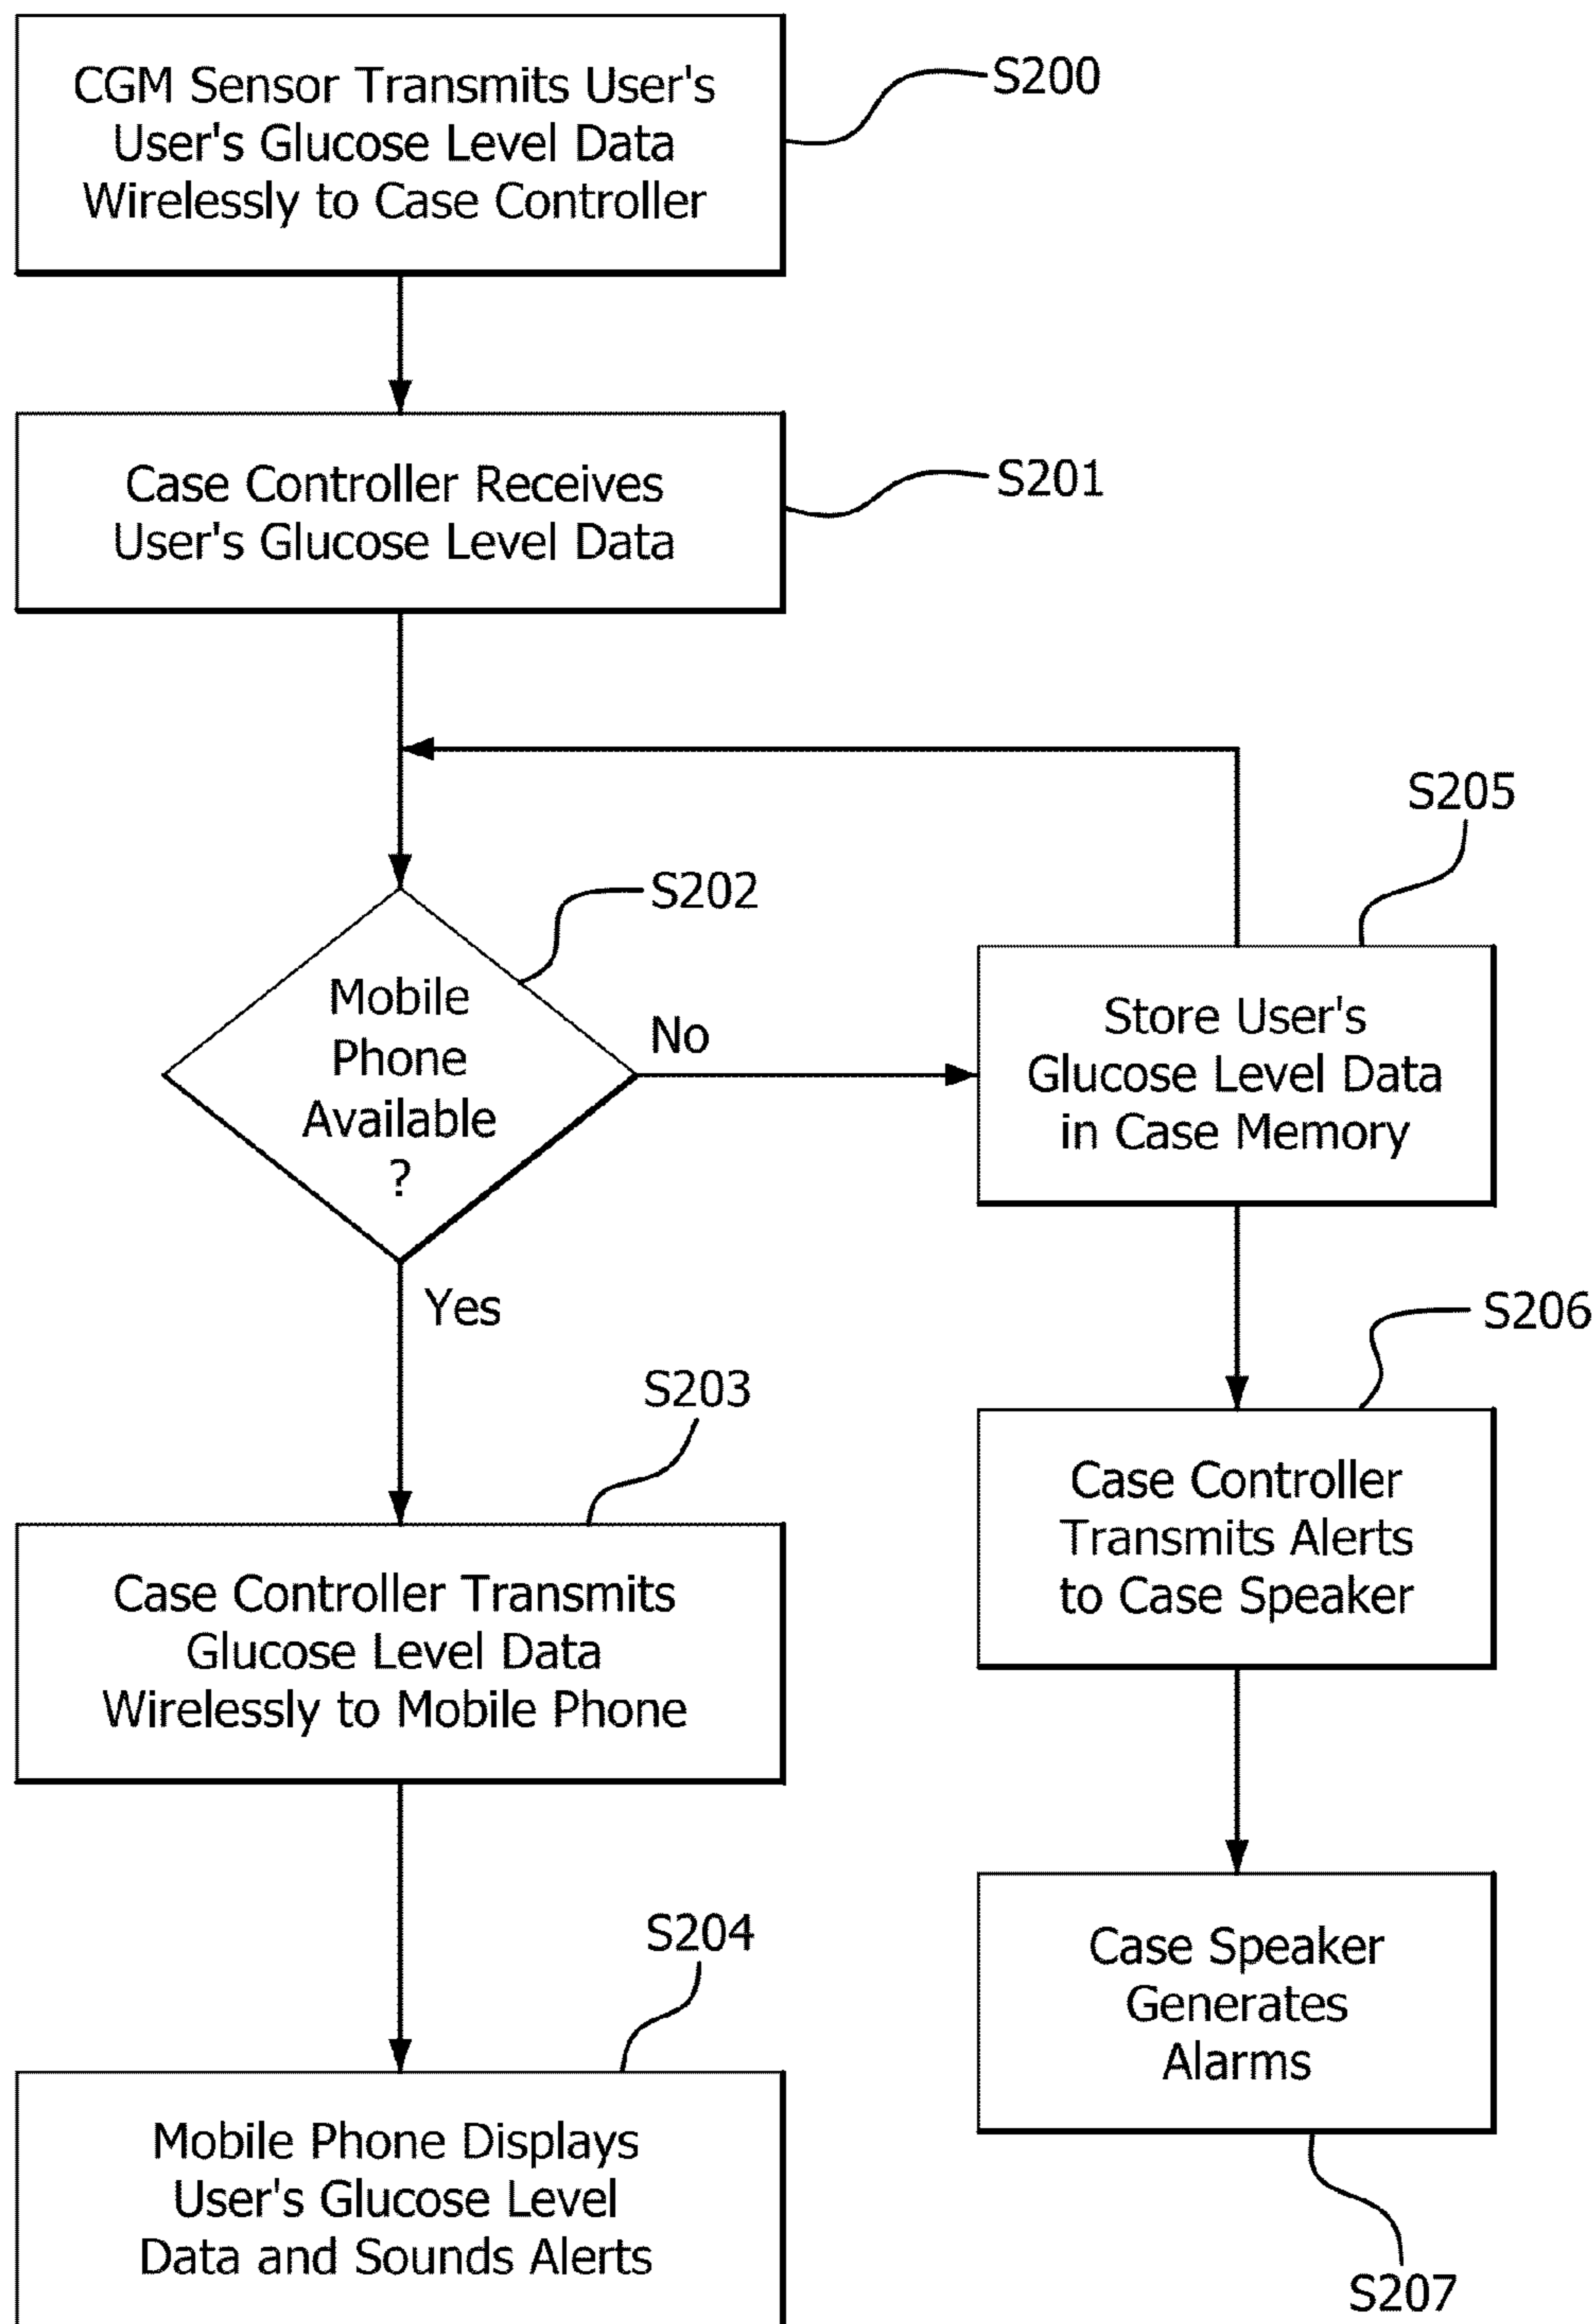 CGM Sensor Transmits User's
User's Glucose Level Data
Wirelessly to Case Controller
S200
Case Controller Receives
User's Glucose Level Data
S201
S202
Mobile
Phone
Available
?
No
Yes
S205
Store User's
Glucose Level Data
in Case Memory
S203
Case Controller Transmits
Glucose Level Data
Wirelessly to Mobile Phone
S206
Case Controller
Transmits Alerts
to Case Speaker
S204
Mobile Phone Displays
User's Glucose Level
Data and Sounds Alerts
Case Speaker
Generates
Alarms
S207